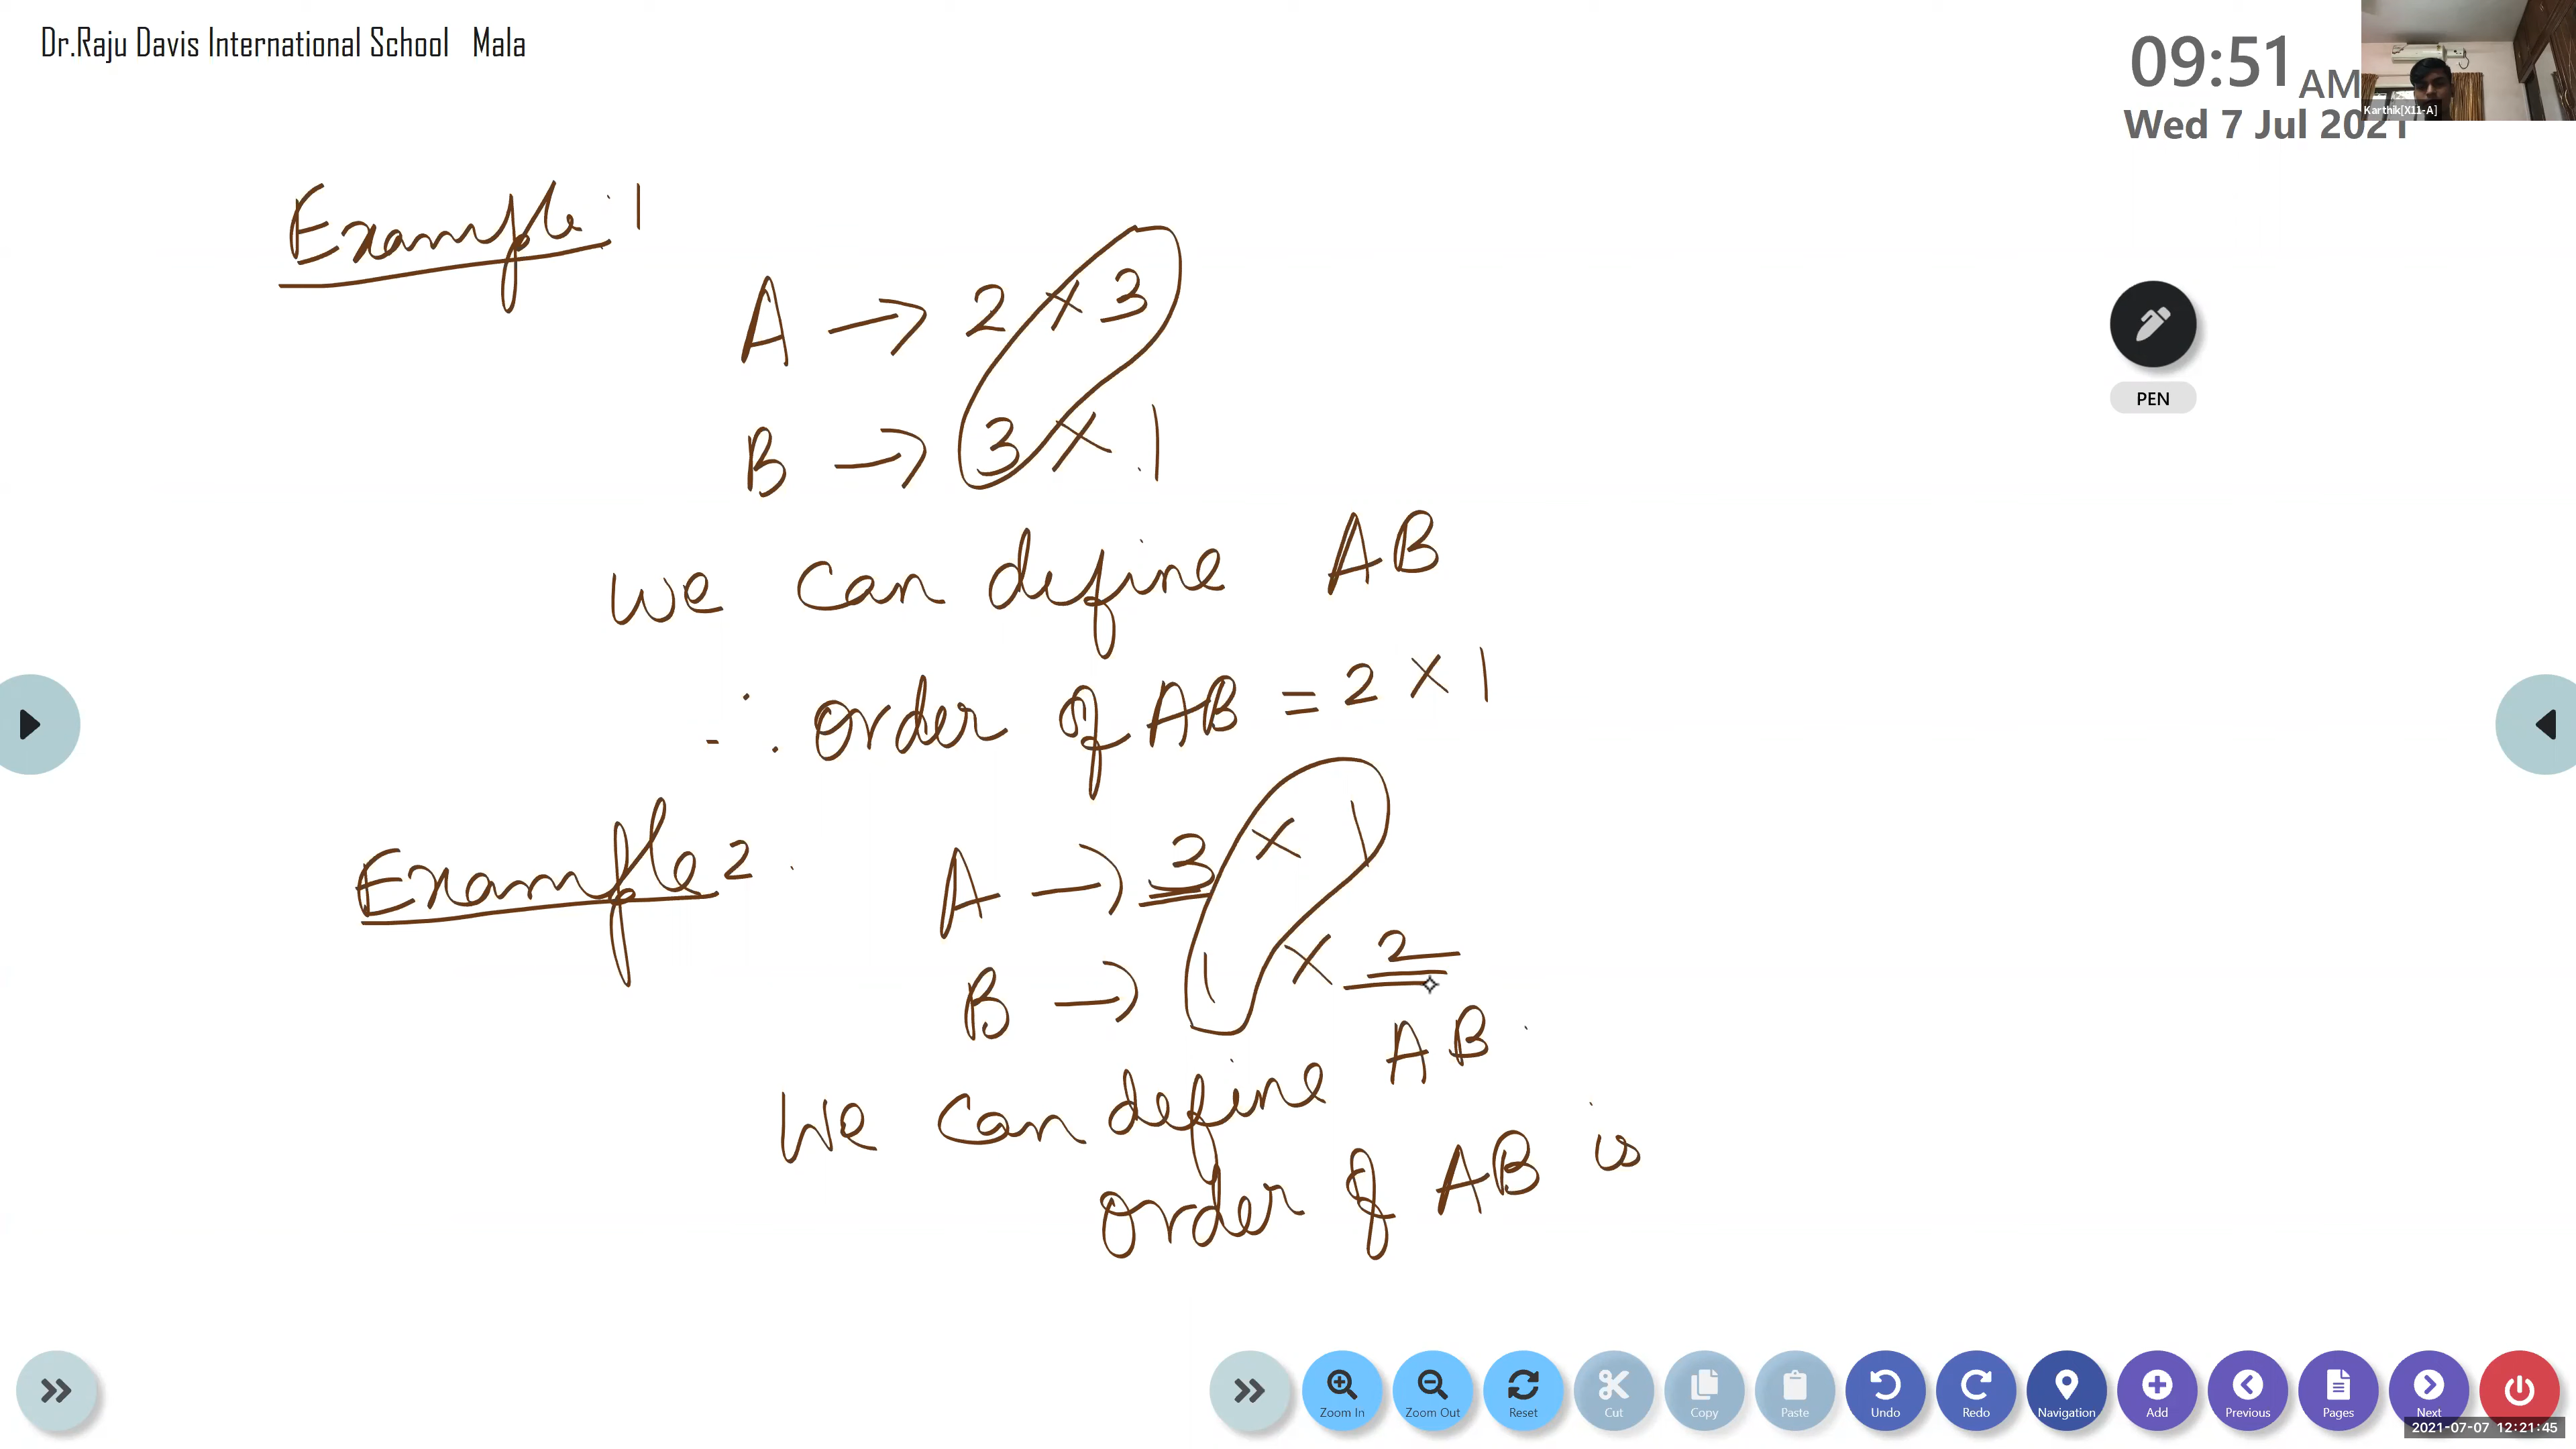 Dr.Raju Davis International School Mala
09:51 AM
Wed 7 Jul 2021
Karthik[X11-A]
Example:1
A → 2 × 3
B → 3 × 1
PEN
We can define AB
∴ order of AB = 2 × 1
Example 2.
A → 3 × 1
B → 1 × 2
We can define AB.
order of AB is
Zoom In Zoom Out Reset Cut Copy Paste Undo Redo Navigation Add Previous Pages Next
2021-07-07 12:21:45